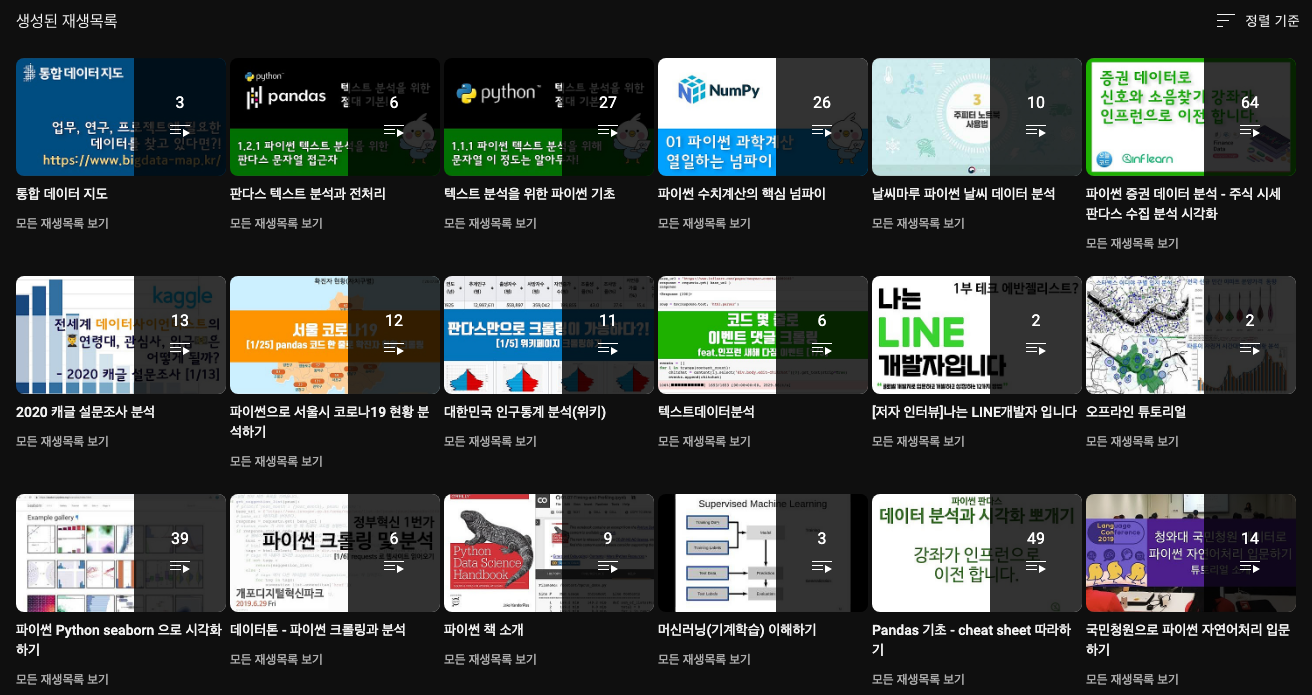 생성된 재생목록
정렬 기준
통합 데이터 지도
업무, 연구, 프로젝트에 필요한
데이터를 찾고 있다면?!
https://www.bigdata-map.kr/
3
python
pandas
텍스트 분석을 위한
절대 기본!
1.2.1 파이썬 텍스트 분석을 위한
판다스 문자열 접근자
6
python
텍스트 분석을 위한
절대 기본!
1.1.1 파이썬 텍스트 분석을 위해
문자열 이 정도는 알아두자!
27
NumPy
01 파이썬 과학계산
열일하는 넘파이
26
3
주피터 노트북
사용법
10
증권 데이터로
신호와 소음찾기 강좌가
인프런으로 이전 합니다.
inflearn
64
통합 데이터 지도
모든 재생목록 보기
판다스 텍스트 분석과 전처리
모든 재생목록 보기
텍스트 분석을 위한 파이썬 기초
모든 재생목록 보기
파이썬 수치계산의 핵심 넘파이
모든 재생목록 보기
날씨마루 파이썬 날씨 데이터 분석
모든 재생목록 보기
파이썬 증권 데이터 분석 - 주식 시세
판다스 수집 분석 시각화
모든 재생목록 보기
kaggle
전세계 데이터사이언티스트의
연령대, 관심사, 임금은
어떻게 될까?
- 2020 캐글 설문조사 [1/13]
13
서울 코로나19
12
판다스만으로 크롤링이 가능하다?!
[1/5] 위키페이지 크롤링하기
11
코드 몇 줄로
이벤트 댓글 크롤링
feat.인프런 새해 다짐 이벤트
6
1부 테크 에반젤리스트?
나는
LINE
개발자입니다
2
2
2020 캐글 설문조사 분석
모든 재생목록 보기
파이썬으로 서울시 코로나19 현황 분
석하기
모든 재생목록 보기
대한민국 인구통계 분석(위키)
모든 재생목록 보기
텍스트데이터분석
모든 재생목록 보기
[저자 인터뷰]나는 LINE개발자 입니다
모든 재생목록 보기
오프라인 튜토리얼
모든 재생목록 보기
Example gallery
39
정부혁신 1번가
파이썬 크롤링 및 분석
개포디지털혁신파크
2019.6.29 Fri
6
Python
Data Science
Handbook
9
Supervised Machine Learning
3
파이썬 판다스
데이터 분석과 시각화 뽀개기
강좌가 인프런으로
이전 합니다.
49
Language
Conference
2019
청와대 국민청원 데이터로
파이썬 자연어처리 입문하기
14
파이썬 Python seaborn 으로 시각화
하기
모든 재생목록 보기
데이터톤 - 파이썬 크롤링과 분석
모든 재생목록 보기
파이썬 책 소개
모든 재생목록 보기
머신러닝(기계학습) 이해하기
모든 재생목록 보기
Pandas 기초 - cheat sheet 따라하
기
모든 재생목록 보기
국민청원으로 파이썬 자연어처리 입문
하기
모든 재생목록 보기